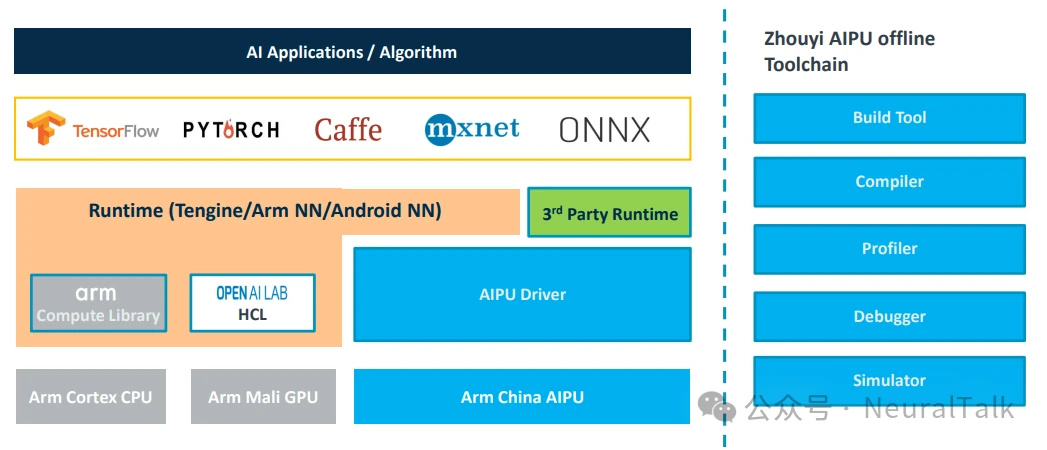 AI Applications / Algorithm
TensorFlow
PYTORCH
Caffe
mxnet
ONNX
Runtime (Tengine/Arm NN/Android NN)
3rd Party Runtime
arm
Compute Library
OPEN AI LAB
HCL
AIPU Driver
Arm Cortex CPU
Arm Mali GPU
Arm China AIPU
Zhouyi AIPU offline
Toolchain
Build Tool
Compiler
Profiler
Debugger
Simulator
公众号 · NeuralTalk